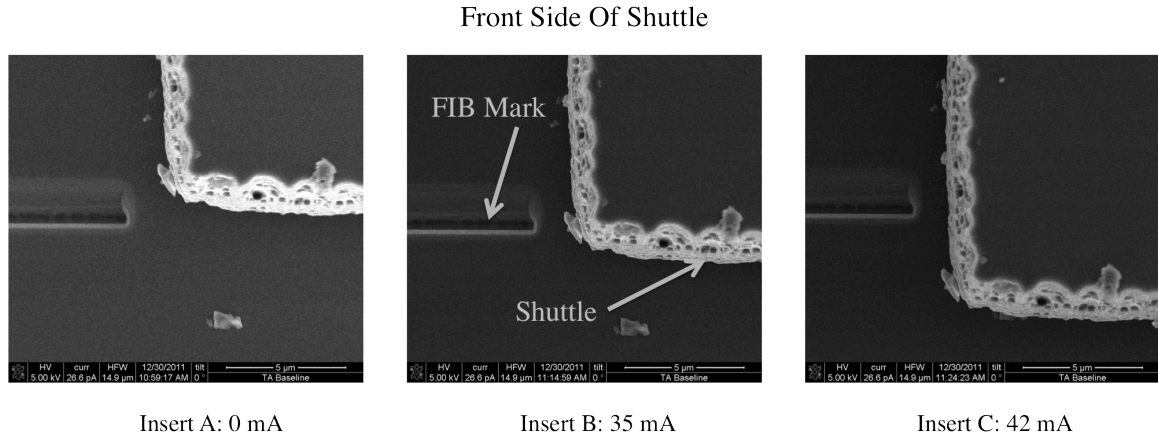 Front Side Of Shuttle
FIB Mark
Shuttle
HV curr HFW 12/30/2011 tilt 5 μm
5.00 kV 26.6 pA 14.9 μm 10:59:17 AM 0 ° TA Baseline
HV curr HFW 12/30/2011 tilt 5 μm
5.00 kV 26.6 pA 14.9 μm 11:14:59 AM 0 ° TA Baseline
HV curr HFW 12/30/2011 tilt 5 μm
5.00 kV 26.6 pA 14.9 μm 11:24:23 AM 0 ° TA Baseline
Insert A: 0 mA
Insert B: 35 mA
Insert C: 42 mA